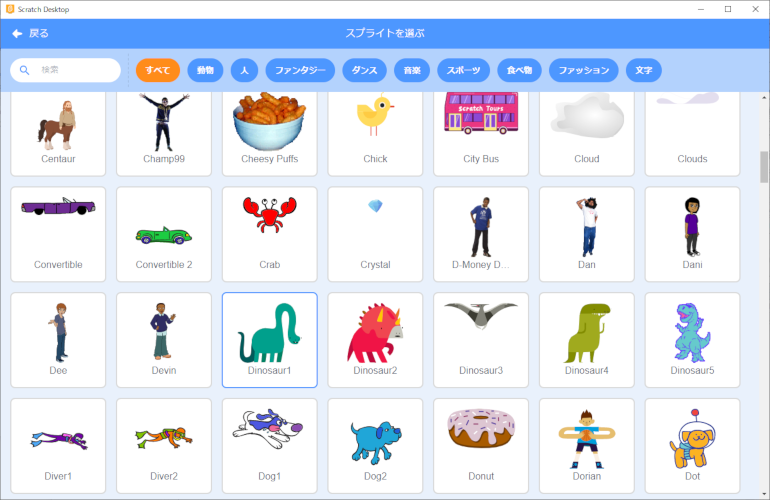 Scratch Desktop
戻る
スプライトを選ぶ
検索
すべて
動物
人
ファンタジー
ダンス
音楽
スポーツ
食べ物
ファッション
文字
Scratch Tours
Centaur
Champ99
Cheesy Puffs
Chick
City Bus
Cloud
Clouds
Convertible
Convertible 2
Crab
Crystal
D-Money D...
Dan
Dani
Dee
Devin
Dinosaur1
Dinosaur2
Dinosaur3
Dinosaur4
Dinosaur5
Diver1
Diver2
Dog1
Dog2
Donut
Dorian
Dot